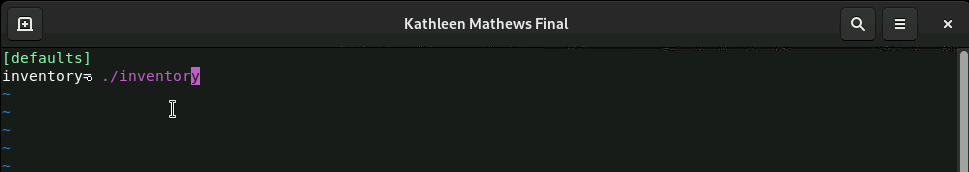 Kathleen Mathews Final
[defaults]
inventory= ./inventory
~
~
~
~
~